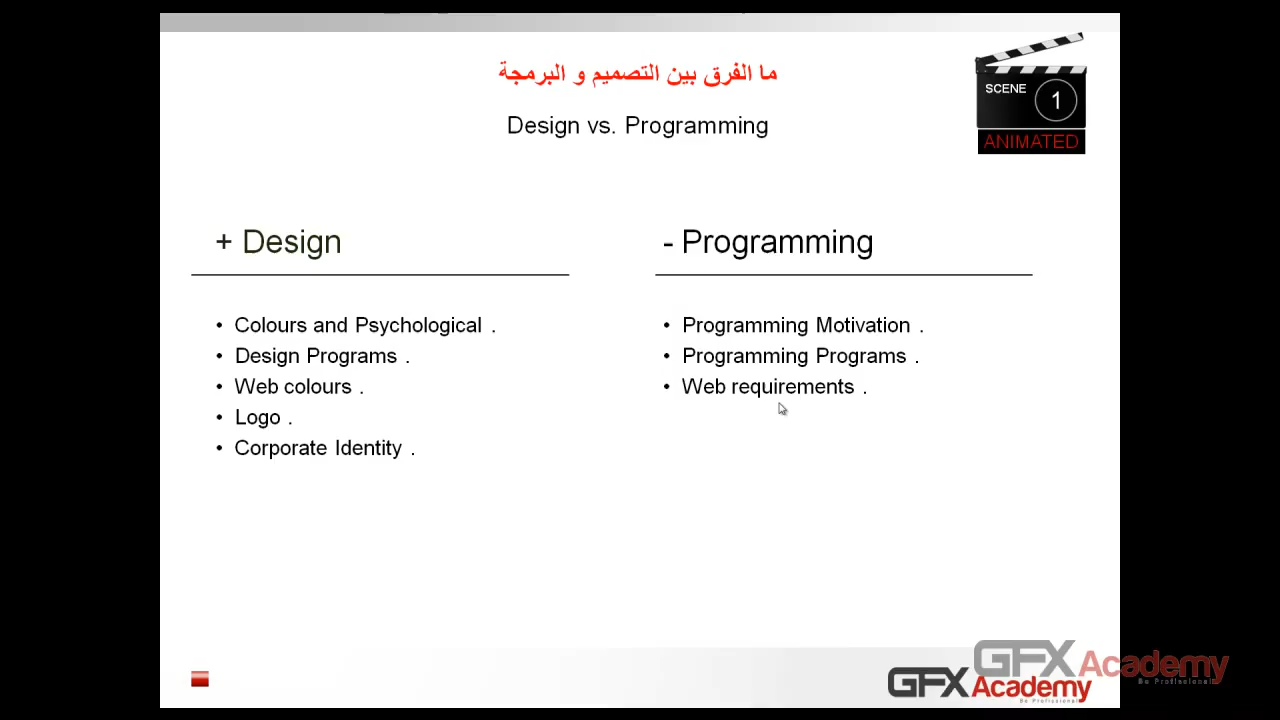 ما الفرق بين التصميم و البرمجة
Design vs. Programming
SCENE 1
ANIMATED
+ Design
• Colours and Psychological .
• Design Programs .
• Web colours .
• Logo .
• Corporate Identity .
- Programming
• Programming Motivation .
• Programming Programs .
• Web requirements .
GFX Academy
GFX Academy